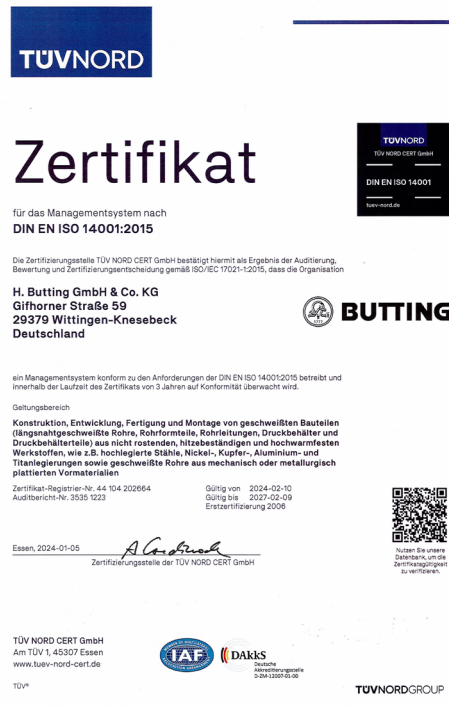 TÜVNORD
Zertifikat
TÜVNORD
TÜV NORD CERT GmbH
DIN EN ISO 14001
tuev-nord.de
für das Managementsystem nach
DIN EN ISO 14001:2015
Die Zertifizierungsstelle TÜV NORD CERT GmbH bestätigt hiermit als Ergebnis der Auditierung,
Bewertung und Zertifizierungsentscheidung gemäß ISO/IEC 17021-1:2015, dass die Organisation
H. Butting GmbH & Co. KG
Gifhorner Straße 59
29379 Wittingen-Knesebeck
Deutschland
BUTTING
ein Managementsystem konform zu den Anforderungen der DIN EN ISO 14001:2015 betreibt und
innerhalb der Laufzeit des Zertifikats von 3 Jahren auf Konformität überwacht wird.
Geltungsbereich
Konstruktion, Entwicklung, Fertigung und Montage von geschweißten Bauteilen
(längsnahtgeschweißte Rohre, Rohrformteile, Rohrleitungen, Druckbehälter und
Druckbehälterteile) aus nicht rostenden, hitzebeständigen und hochwarmfesten
Werkstoffen, wie z.B. hochlegierte Stähle, Nickel-, Kupfer-, Aluminium- und
Titanlegierungen sowie geschweißte Rohre aus mechanisch oder metallurgisch
plattierten Vormaterialien
Zertifikat-Registrier-Nr. 44 104 202664
Auditbericht-Nr. 3535 1223
Gültig von 2024-02-10
Gültig bis 2027-02-09
Erstzertifizierung 2006
Essen, 2024-01-05
Zertifizierungsstelle der TÜV NORD CERT GmbH
Nutzen Sie unsere
Datenbank, um die
Zertifikatsgültigkeit
zu verifizieren.
TÜV NORD CERT GmbH
Am TÜV 1, 45307 Essen
www.tuev-nord-cert.de
IAF
DAkkS
Deutsche
Akkreditierungsstelle
D-ZM-12007-01-00
TÜV®
TÜVNORDGROUP